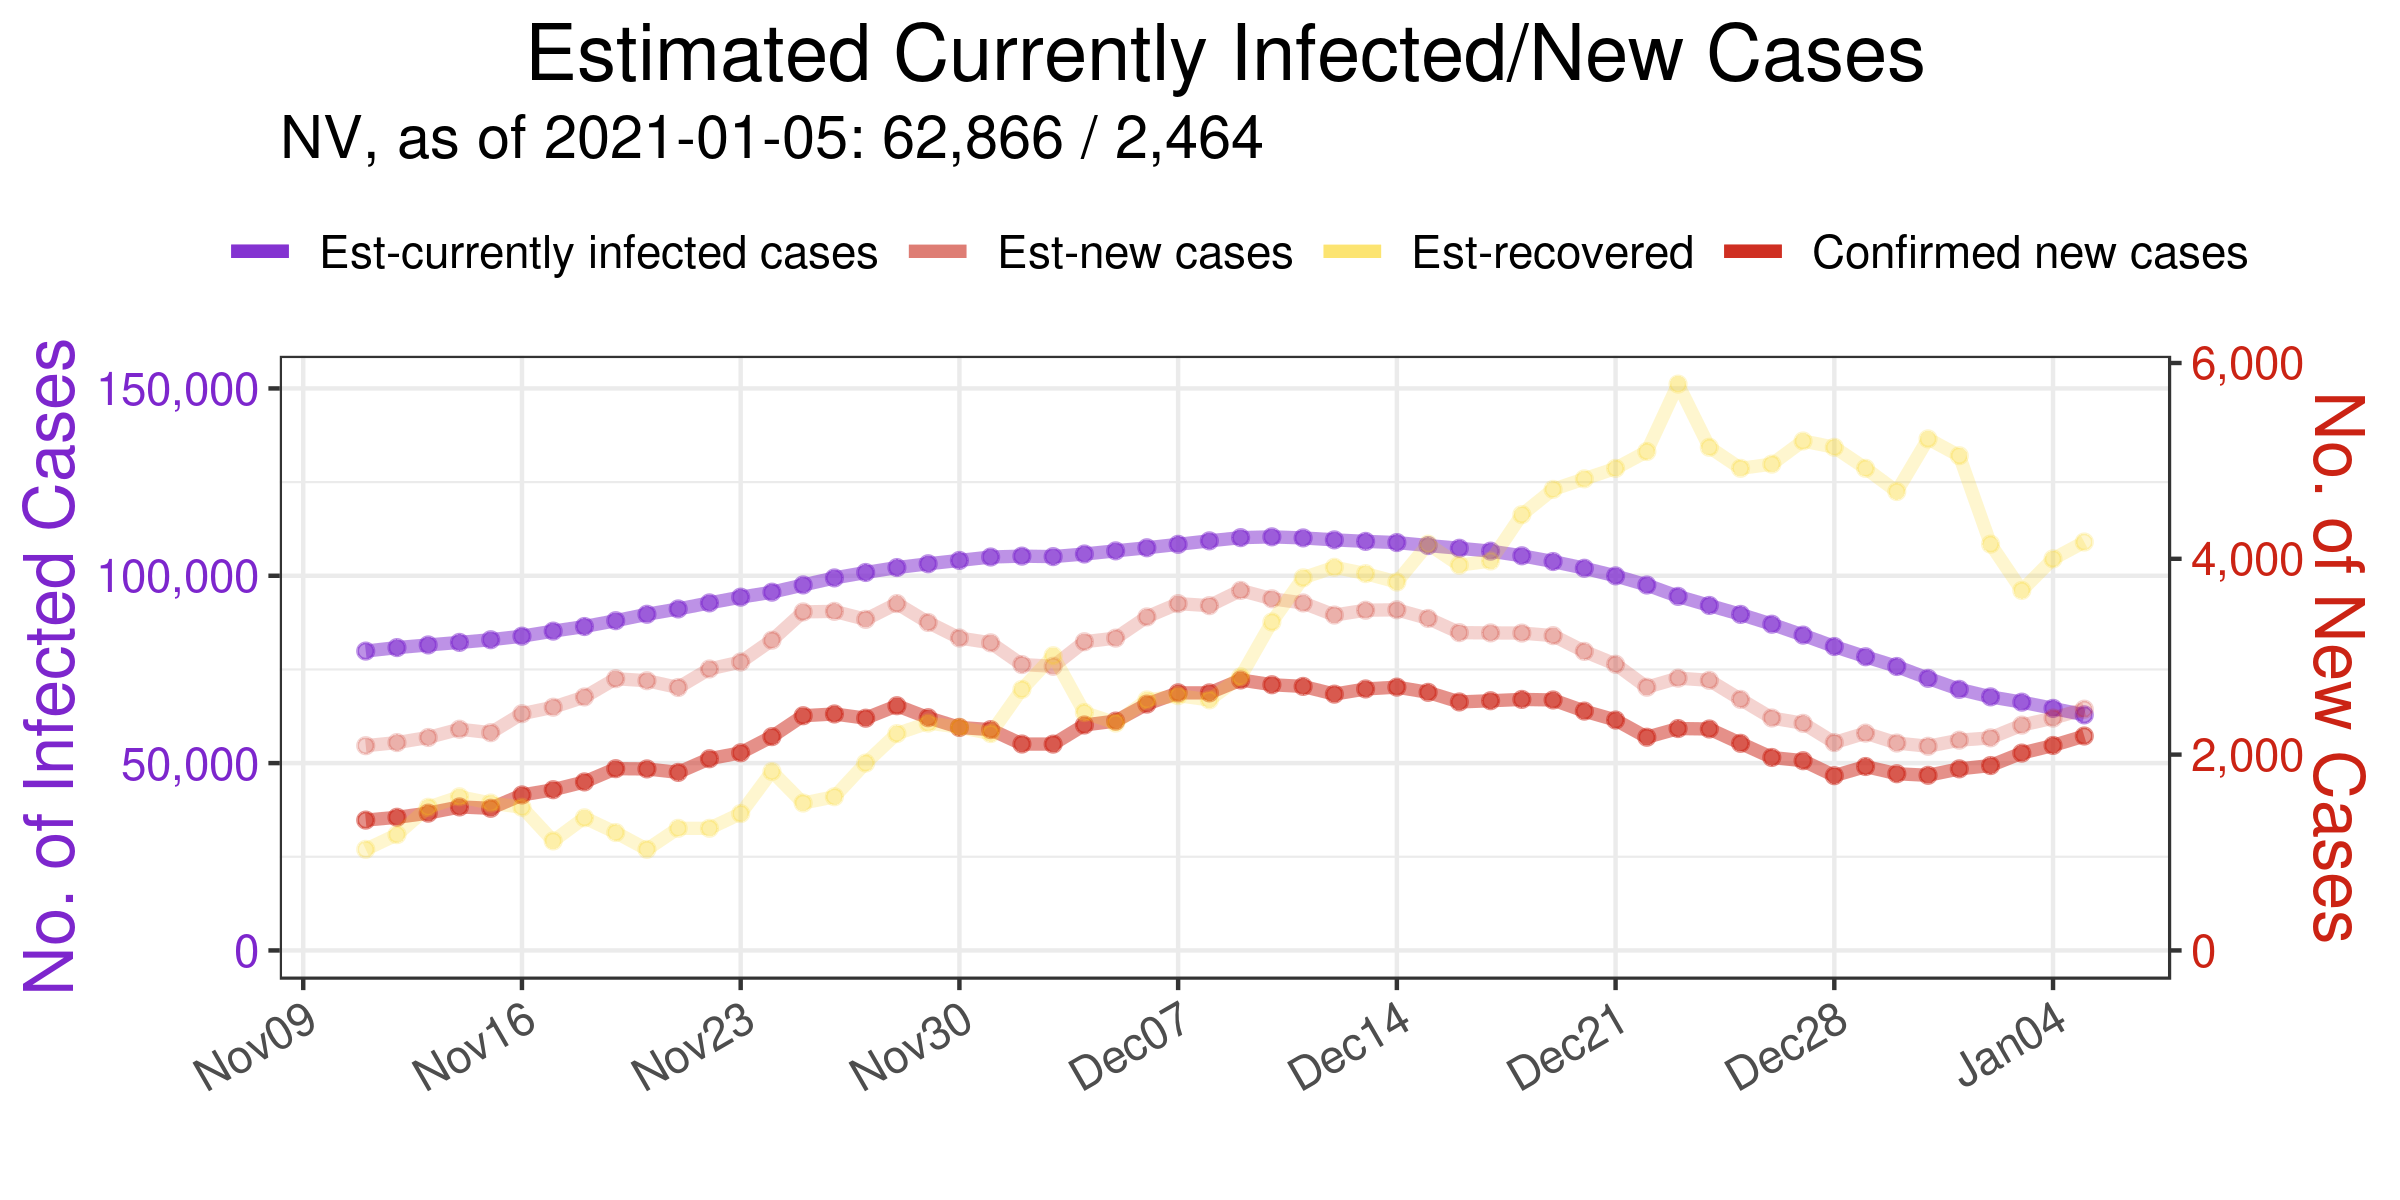 Estimated Currently Infected/New Cases
NV, as of 2021-01-05: 62,866 / 2,464
Est-currently infected cases Est-new cases Est-recovered Confirmed new cases
No. of Infected Cases
150,000
100,000
50,000
0
6,000
4,000
2,000
0
No. of New Cases
Nov09 Nov16 Nov23 Nov30 Dec07 Dec14 Dec21 Dec28 Jan04